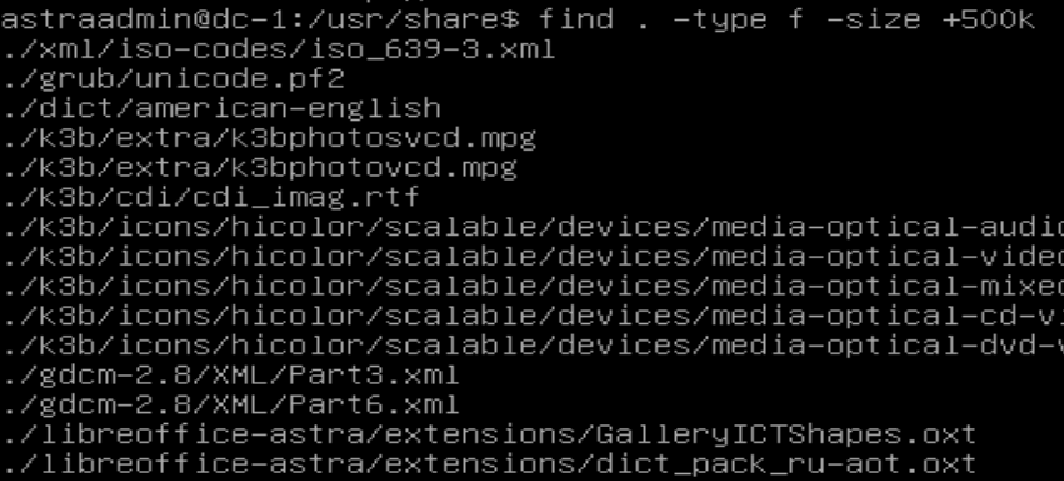 astraadmin@dc-1:/usr/share$ find . -type f -size +500k
./xml/iso-codes/iso_639-3.xml
./grub/unicode.pf2
./dict/american-english
./k3b/extra/k3bphotosvcd.mpg
./k3b/extra/k3bphotovcd.mpg
./k3b/cdi/cdi_imag.rtf
./k3b/icons/hicolor/scalable/devices/media-optical-audio
./k3b/icons/hicolor/scalable/devices/media-optical-video
./k3b/icons/hicolor/scalable/devices/media-optical-mixed
./k3b/icons/hicolor/scalable/devices/media-optical-cd-v
./k3b/icons/hicolor/scalable/devices/media-optical-dvd-v
./gdcm-2.8/XML/Part3.xml
./gdcm-2.8/XML/Part6.xml
./libreoffice-astra/extensions/GalleryICTShapes.oxt
./libreoffice-astra/extensions/dict_pack_ru-aot.oxt